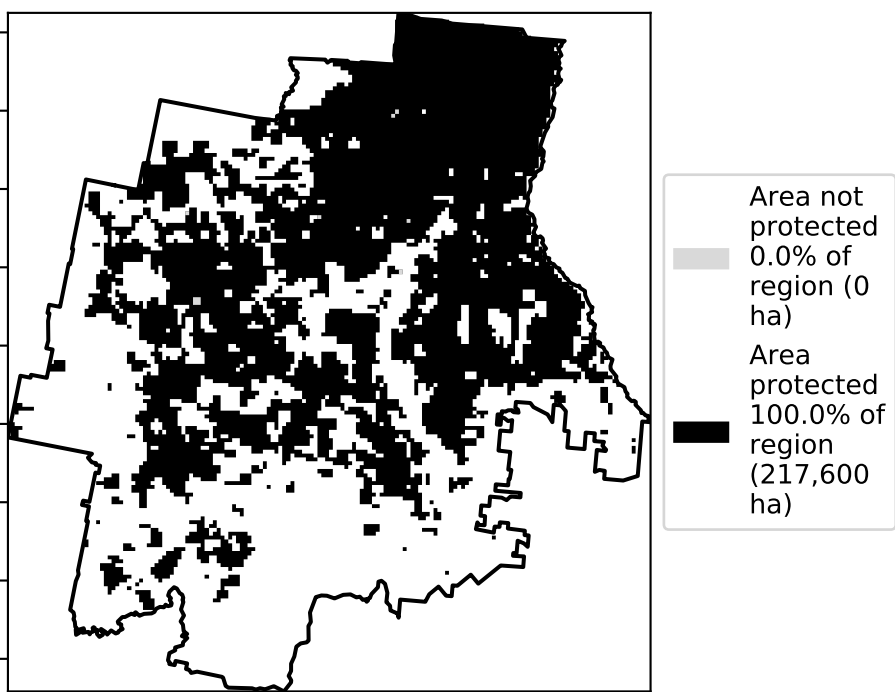 Area not
protected
0.0% of
region (0
ha)
Area
protected
100.0% of
region
(217,600
ha)